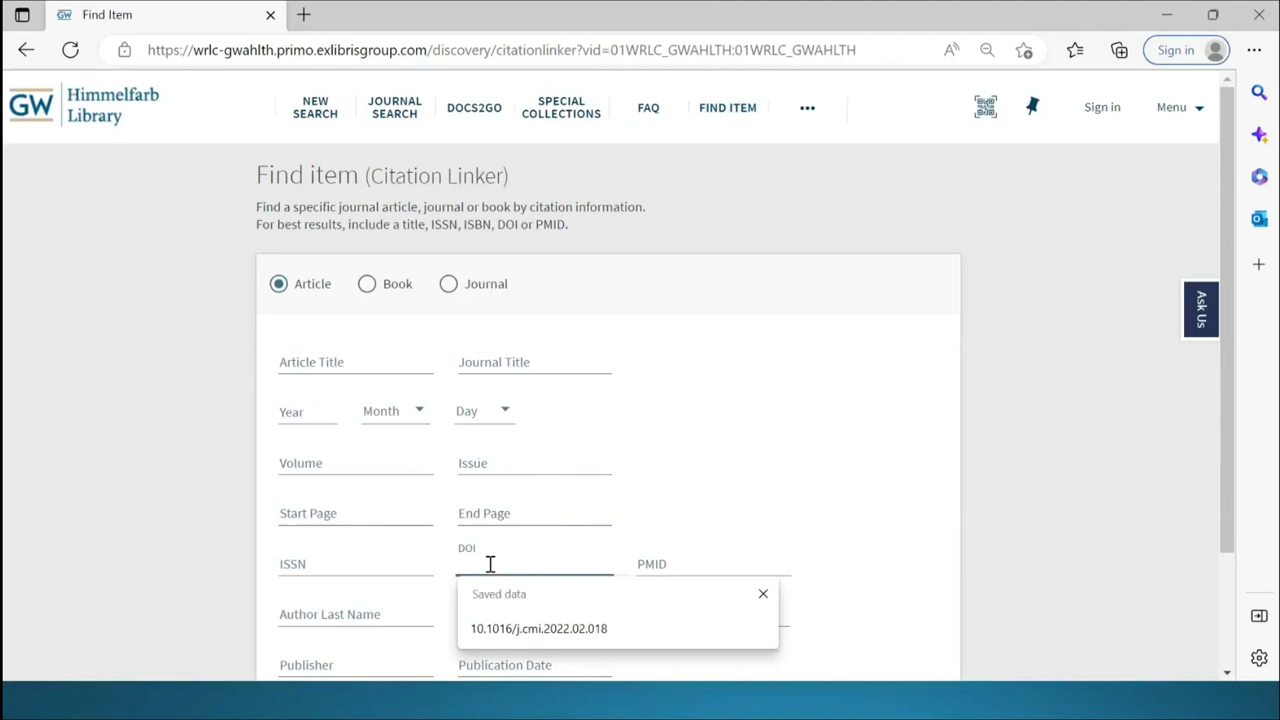 Find Item
https://wrlc-gwahlth.primo.exlibrisgroup.com/discovery/citationlinker?vid=01WRLC_GWAHLTH:01WRLC_GWAHLTH
Sign in
GW Himmelfarb Library
NEW SEARCH
JOURNAL SEARCH
DOCS2GO
SPECIAL COLLECTIONS
FAQ
FIND ITEM
Sign in
Menu
Find item (Citation Linker)
Find a specific journal article, journal or book by citation information.
For best results, include a title, ISSN, ISBN, DOI or PMID.
Article Book Journal
Ask Us
Article Title Journal Title
Year Month Day
Volume Issue
Start Page End Page
DOI
ISSN PMID
Saved data
Author Last Name
10.1016/j.cmi.2022.02.018
Publisher Publication Date